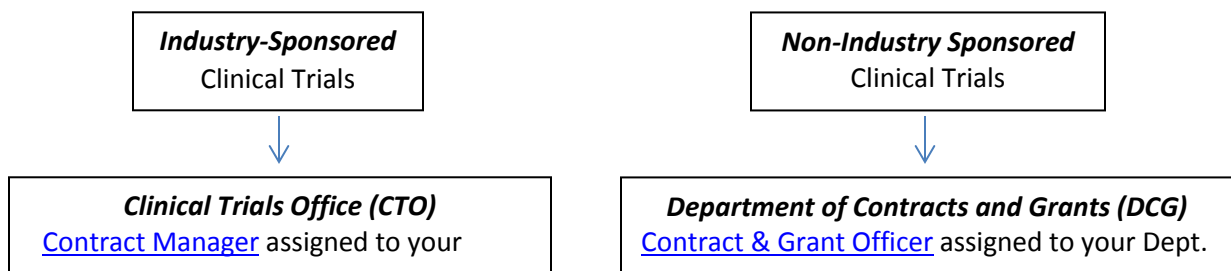 Industry-Sponsored
Clinical Trials
Non-Industry Sponsored
Clinical Trials
Clinical Trials Office (CTO)
Contract Manager assigned to your
Department of Contracts and Grants (DCG)
Contract & Grant Officer assigned to your Dept.